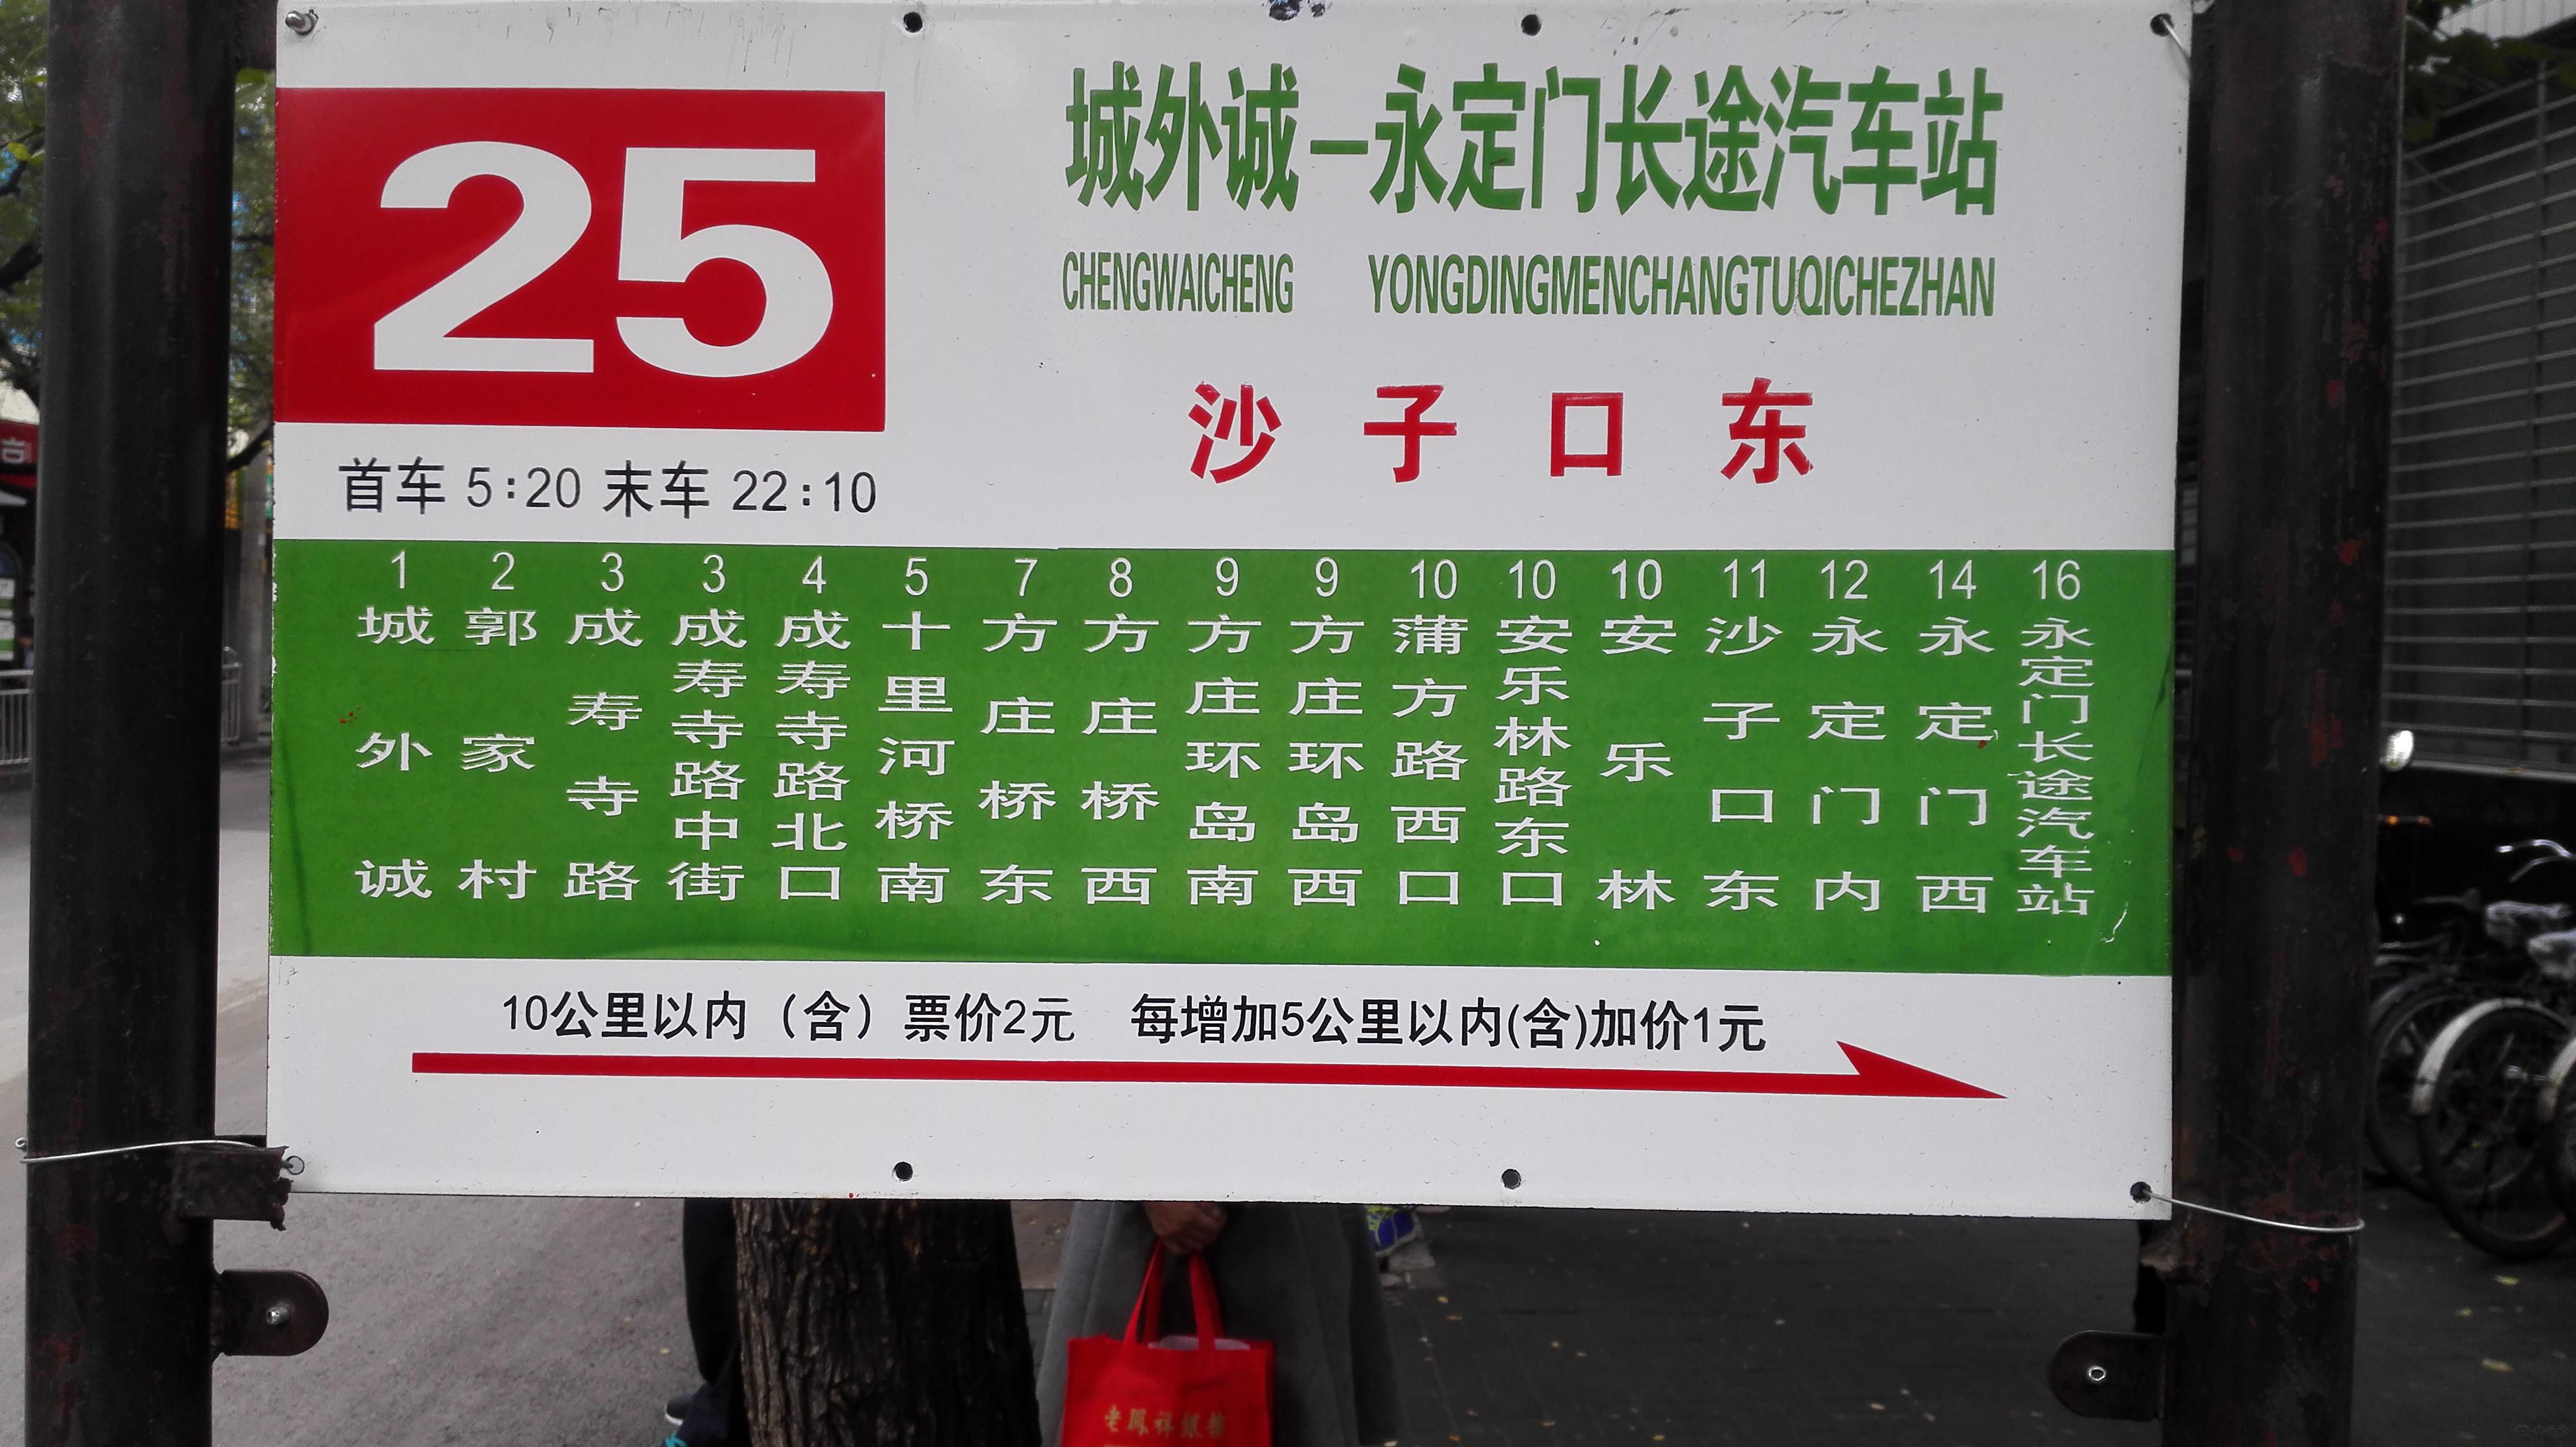 25
城外诚—永定门长途汽车站
CHENGWAICHENG YONGDINGMENCHANGTUQICHEZHAN
沙子口东
首车 5:20 末车 22:10
1 城外诚
2 郭家村
3 成寿寺路
3 成寿寺路中街
4 成寿寺路北口
5 十里河桥南
7 方庄桥东
8 方庄桥西
9 方庄环岛南
9 方庄环岛西
10 蒲方路西口
10 安乐林路东口
10 安乐林
11 沙子口东
12 永定门内
14 永定门西
16 永定门长途汽车站
10公里以内（含）票价2元 每增加5公里以内(含)加价1元
老鳳祥銀樓